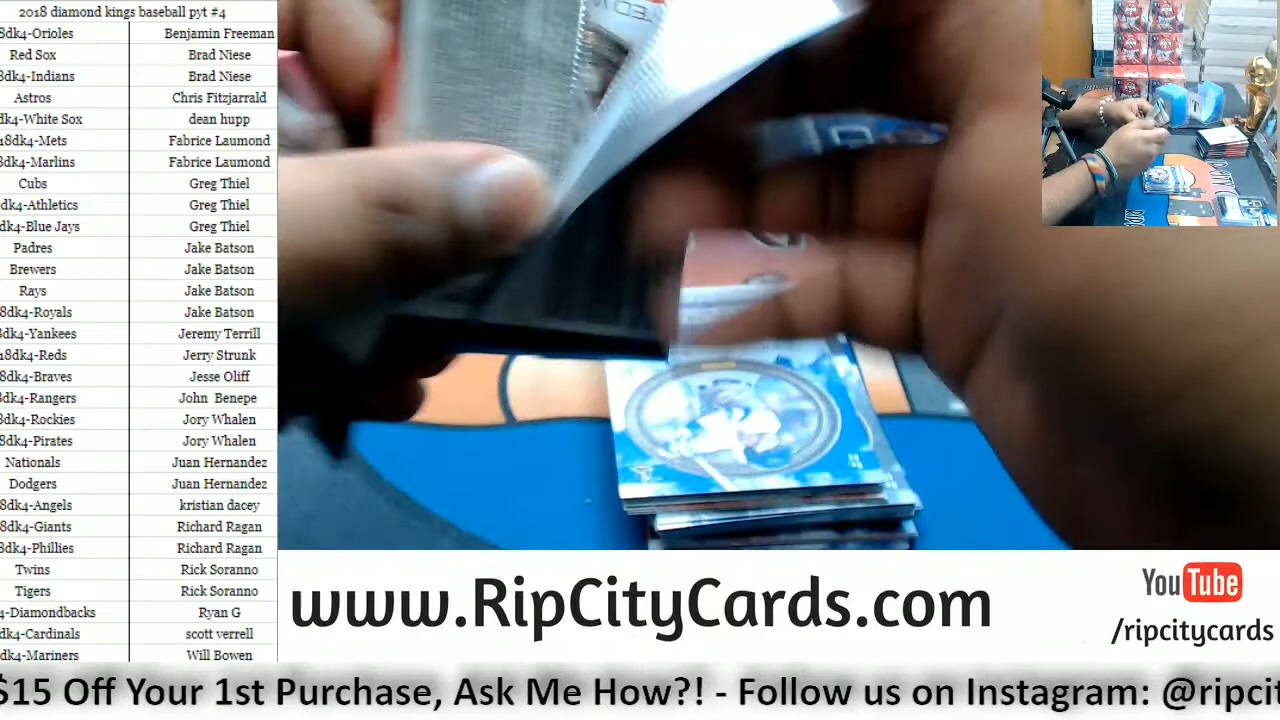 2018 diamond kings baseball pyt #4
8dk4-Orioles Benjamin Freeman
Red Sox Brad Niese
8dk4-Indians Brad Niese
Astros Chris Fitzjarrald
dk4-White Sox dean hupp
18dk4-Mets Fabrice Laumond
8dk4-Marlins Fabrice Laumond
Cubs Greg Thiel
dk4-Athletics Greg Thiel
dk4-Blue Jays Greg Thiel
Padres Jake Batson
Brewers Jake Batson
Rays Jake Batson
8dk4-Royals Jake Batson
8dk4-Yankees Jeremy Terrill
18dk4-Reds Jerry Strunk
8dk4-Braves Jesse Oliff
8dk4-Rangers John Benepe
8dk4-Rockies Jory Whalen
8dk4-Pirates Jory Whalen
Nationals Juan Hernandez
Dodgers Juan Hernandez
8dk4-Angels kristian dacey
8dk4-Giants Richard Ragan
8dk4-Phillies Richard Ragan
Twins Rick Soranno
Tigers Rick Soranno
4-Diamondbacks Ryan G
dk4-Cardinals scott verrell
dk4-Mariners Will Bowen
www.RipCityCards.com
YouTube
/ripcitycards
$15 Off Your 1st Purchase, Ask Me How?! - Follow us on Instagram: @ripcit